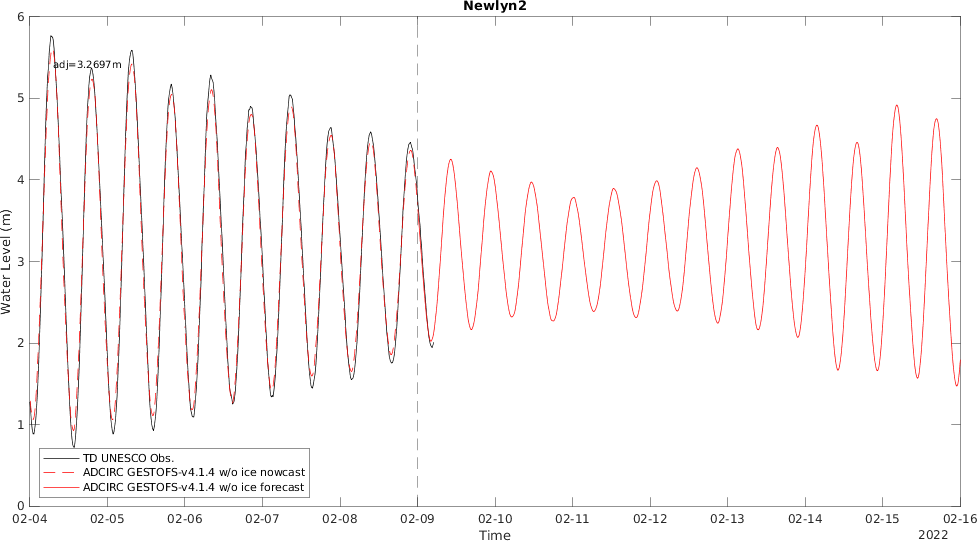 Newlyn2
6
adj=3.2697m
5
4
3
2
1
0
Water Level (m)
TD UNESCO Obs.
ADCIRC GESTOFS-v4.1.4 w/o ice nowcast
ADCIRC GESTOFS-v4.1.4 w/o ice forecast
02-04 02-05 02-06 02-07 02-08 02-09 02-10 02-11 02-12 02-13 02-14 02-15 02-16
Time
2022